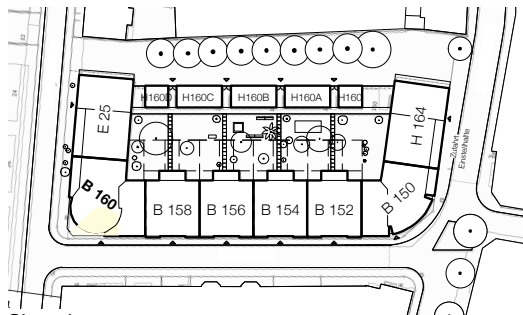 H160D
H160C
H160B
H160A
H160
E 25
H 164
Zufahrt
Einstellhalle
B 160
B 158
B 156
B 154
B 152
B 150